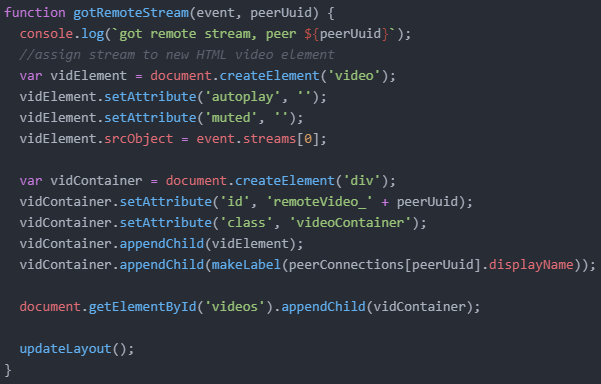 function gotRemoteStream(event, peerUuid) {
  console.log(`got remote stream, peer ${peerUuid}`);
  //assign stream to new HTML video element
  var vidElement = document.createElement('video');
  vidElement.setAttribute('autoplay', '');
  vidElement.setAttribute('muted', '');
  vidElement.srcObject = event.streams[0];

  var vidContainer = document.createElement('div');
  vidContainer.setAttribute('id', 'remoteVideo_' + peerUuid);
  vidContainer.setAttribute('class', 'videoContainer');
  vidContainer.appendChild(vidElement);
  vidContainer.appendChild(makeLabel(peerConnections[peerUuid].displayName));

  document.getElementById('videos').appendChild(vidContainer);

  updateLayout();
}